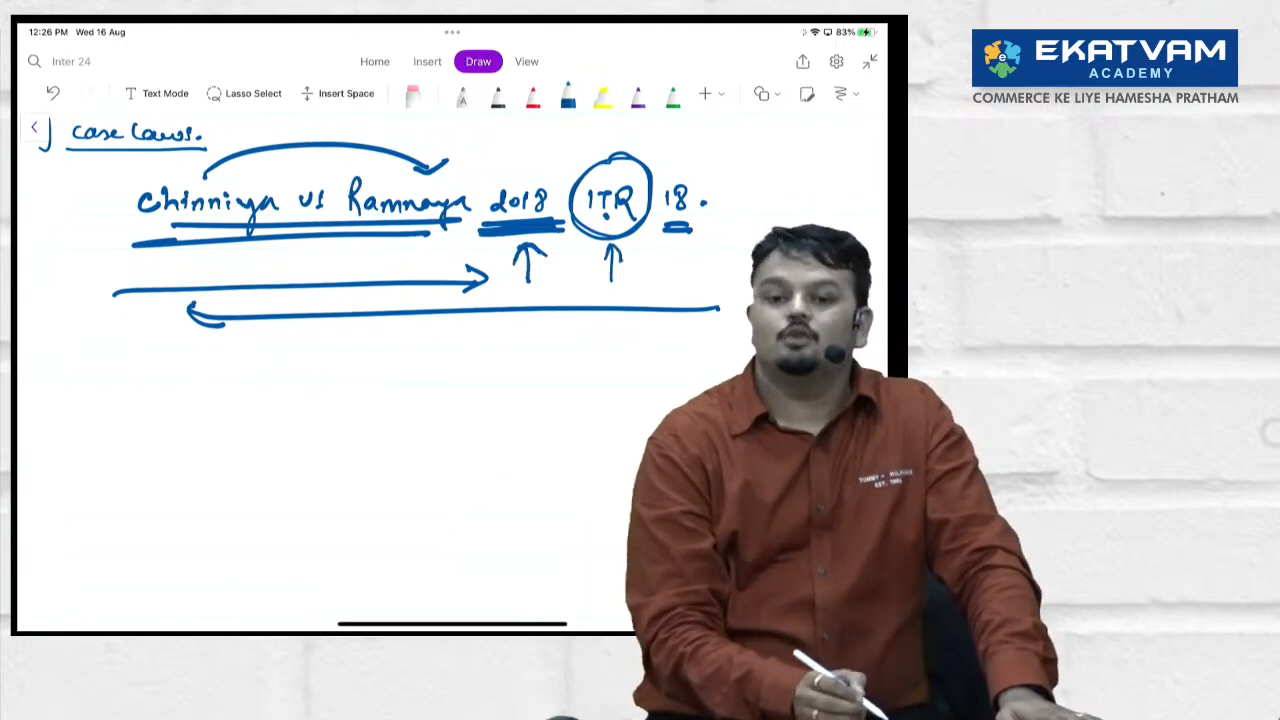 12:26 PM Wed 16 Aug
83%
Inter 24
Home Insert Draw View
Text Mode Lasso Select Insert Space
case laws.
Chinniya vs Ramnaya 2018 ITR 18.
EKATVAM
ACADEMY
COMMERCE KE LIYE HAMESHA PRATHAM